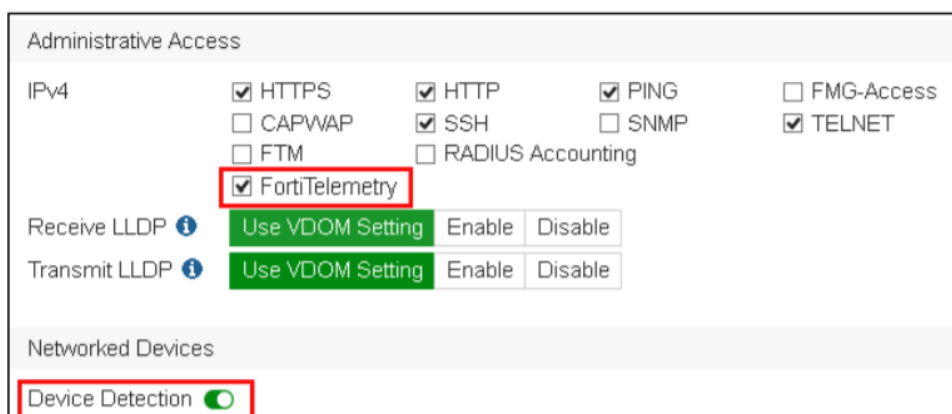 Administrative Access
IPv4 HTTPS HTTP PING FMG-Access
CAPWAP SSH SNMP TELNET
FTM RADIUS Accounting
FortiTelemetry
Receive LLDP Use VDOM Setting Enable Disable
Transmit LLDP Use VDOM Setting Enable Disable
Networked Devices
Device Detection